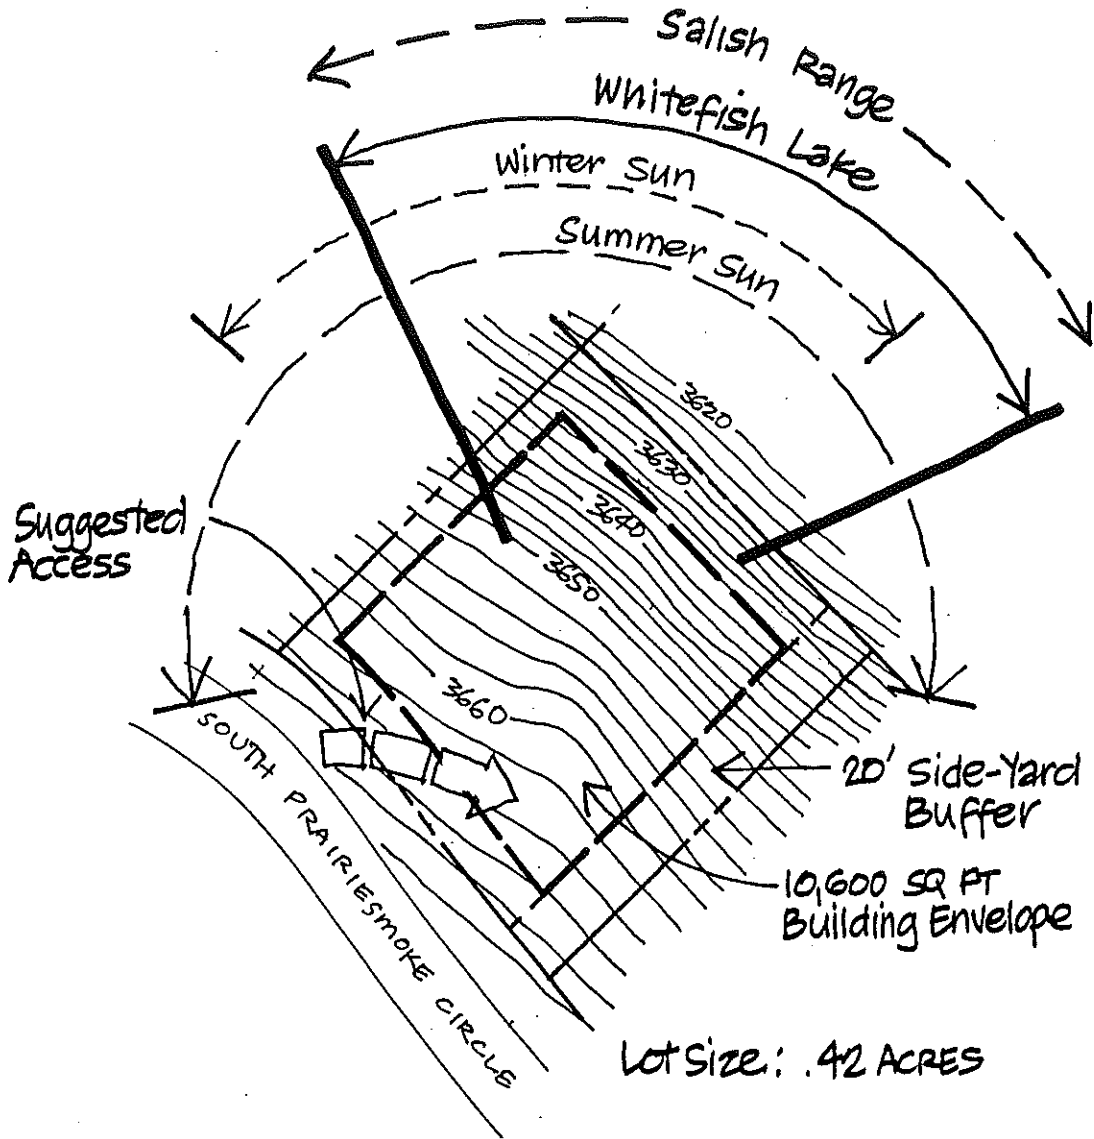 Salish Range
Whitefish Lake
Winter Sun
Summer Sun
3620
3630
3640
3650
Suggested
Access
3660
SOUTH PRAIRIESMOKE CIRCLE
20' Side-Yard
Buffer
10,600 SQ FT
Building Envelope
Lot Size: .42 ACRES